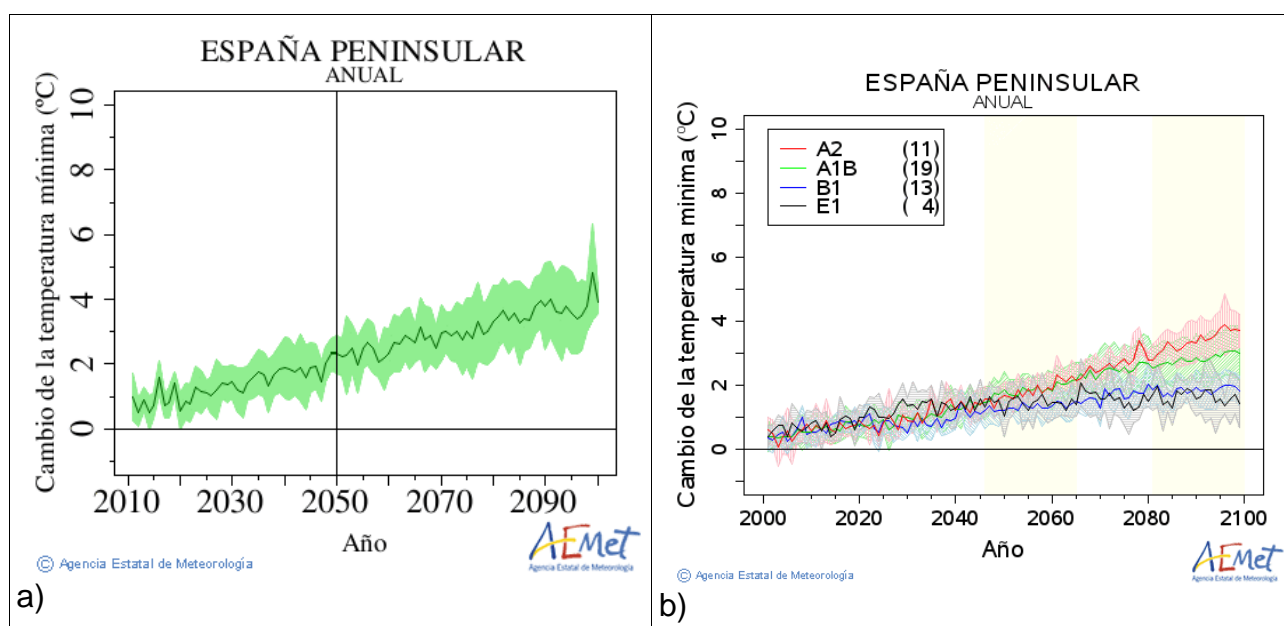 ESPAÑA PENINSULAR
ANUAL
Cambio de la temperatura mínima (ºC)
10
8
6
4
2
0
2010
2030
2050
2070
2090
Año
AEMet
Agencia Estatal de Meteorología
© Agencia Estatal de Meteorología
a)
ESPAÑA PENINSULAR
ANUAL
Cambio de la temperatura mínima (ºC)
10
8
6
4
2
0
A2 (11)
A1B (19)
B1 (13)
E1 ( 4)
2000
2020
2040
2060
2080
2100
Año
AEMet
Agencia Estatal de Meteorología
© Agencia Estatal de Meteorología
b)